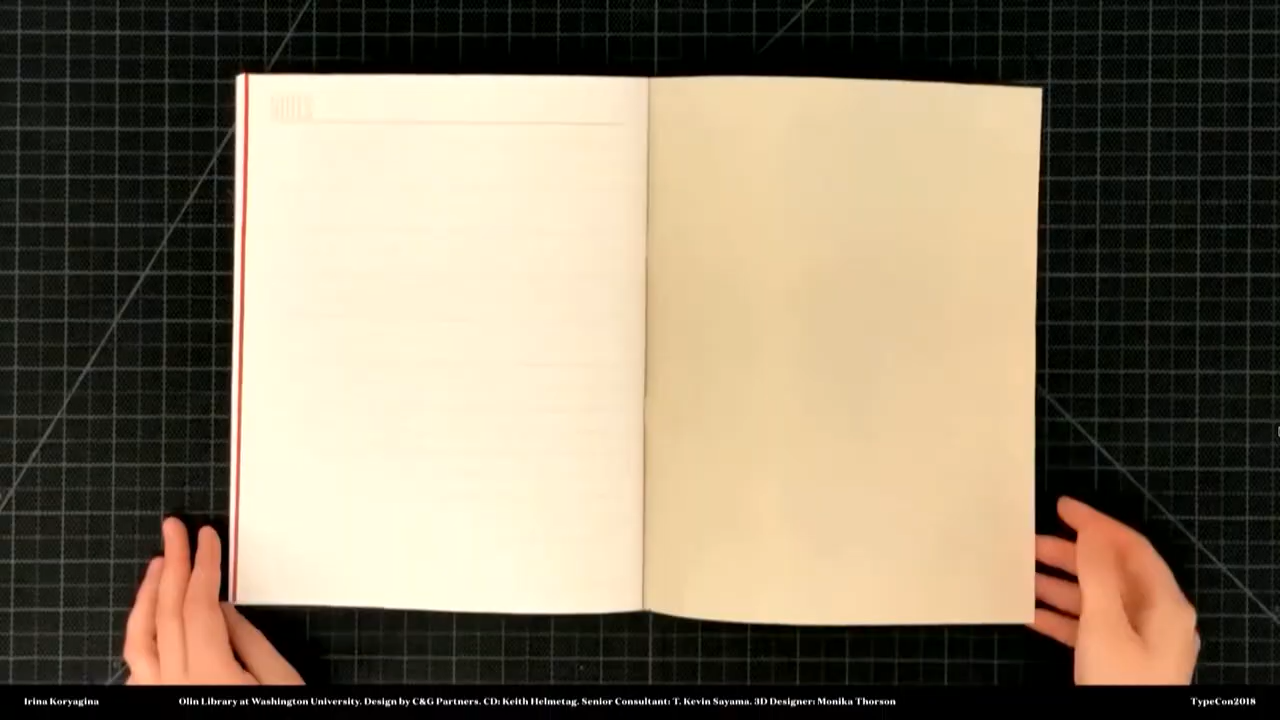 Irina Koryagina
Olin Library at Washington University. Design by C&G Partners. CD: Keith Helmetag. Senior Consultant: T. Kevin Sayama. 3D Designer: Monika Thorson
TypeCon2018